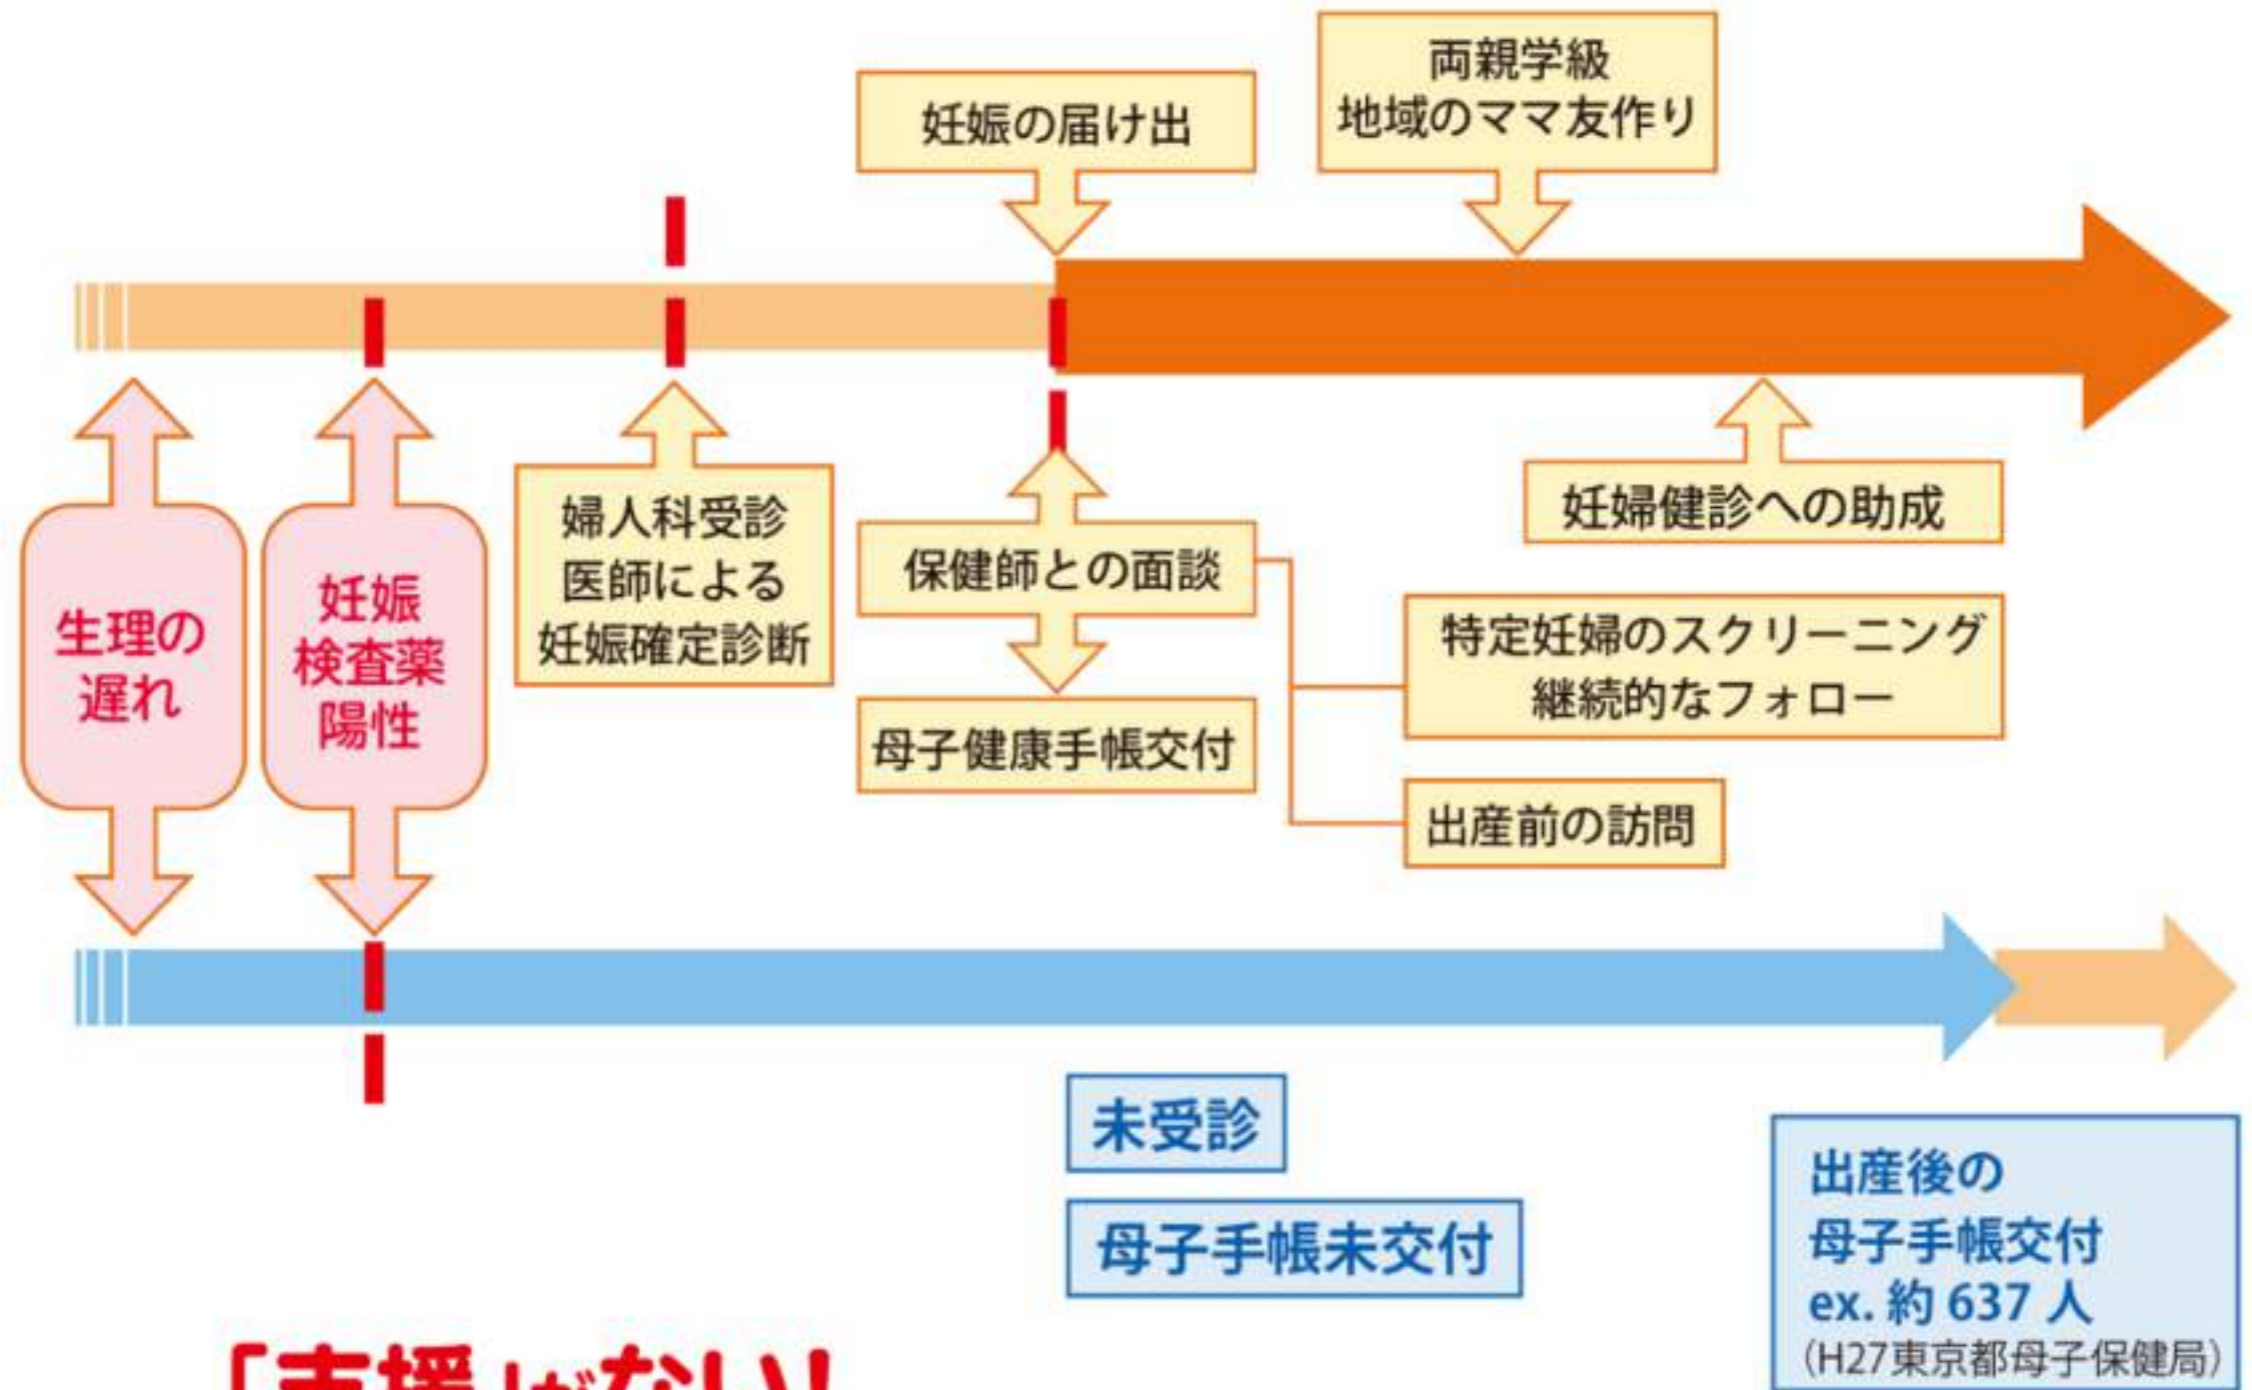 両親学級
地域のママ友作り
妊娠の届け出
生理の
遅れ
妊娠
検査薬
陽性
婦人科受診
医師による
妊娠確定診断
保健師との面談
母子健康手帳交付
妊婦健診への助成
特定妊婦のスクリーニング
継続的なフォロー
出産前の訪問
未受診
母子手帳未交付
出産後の
母子手帳交付
ex. 約 637 人
（H27東京都母子保健局）
「支援」がない！